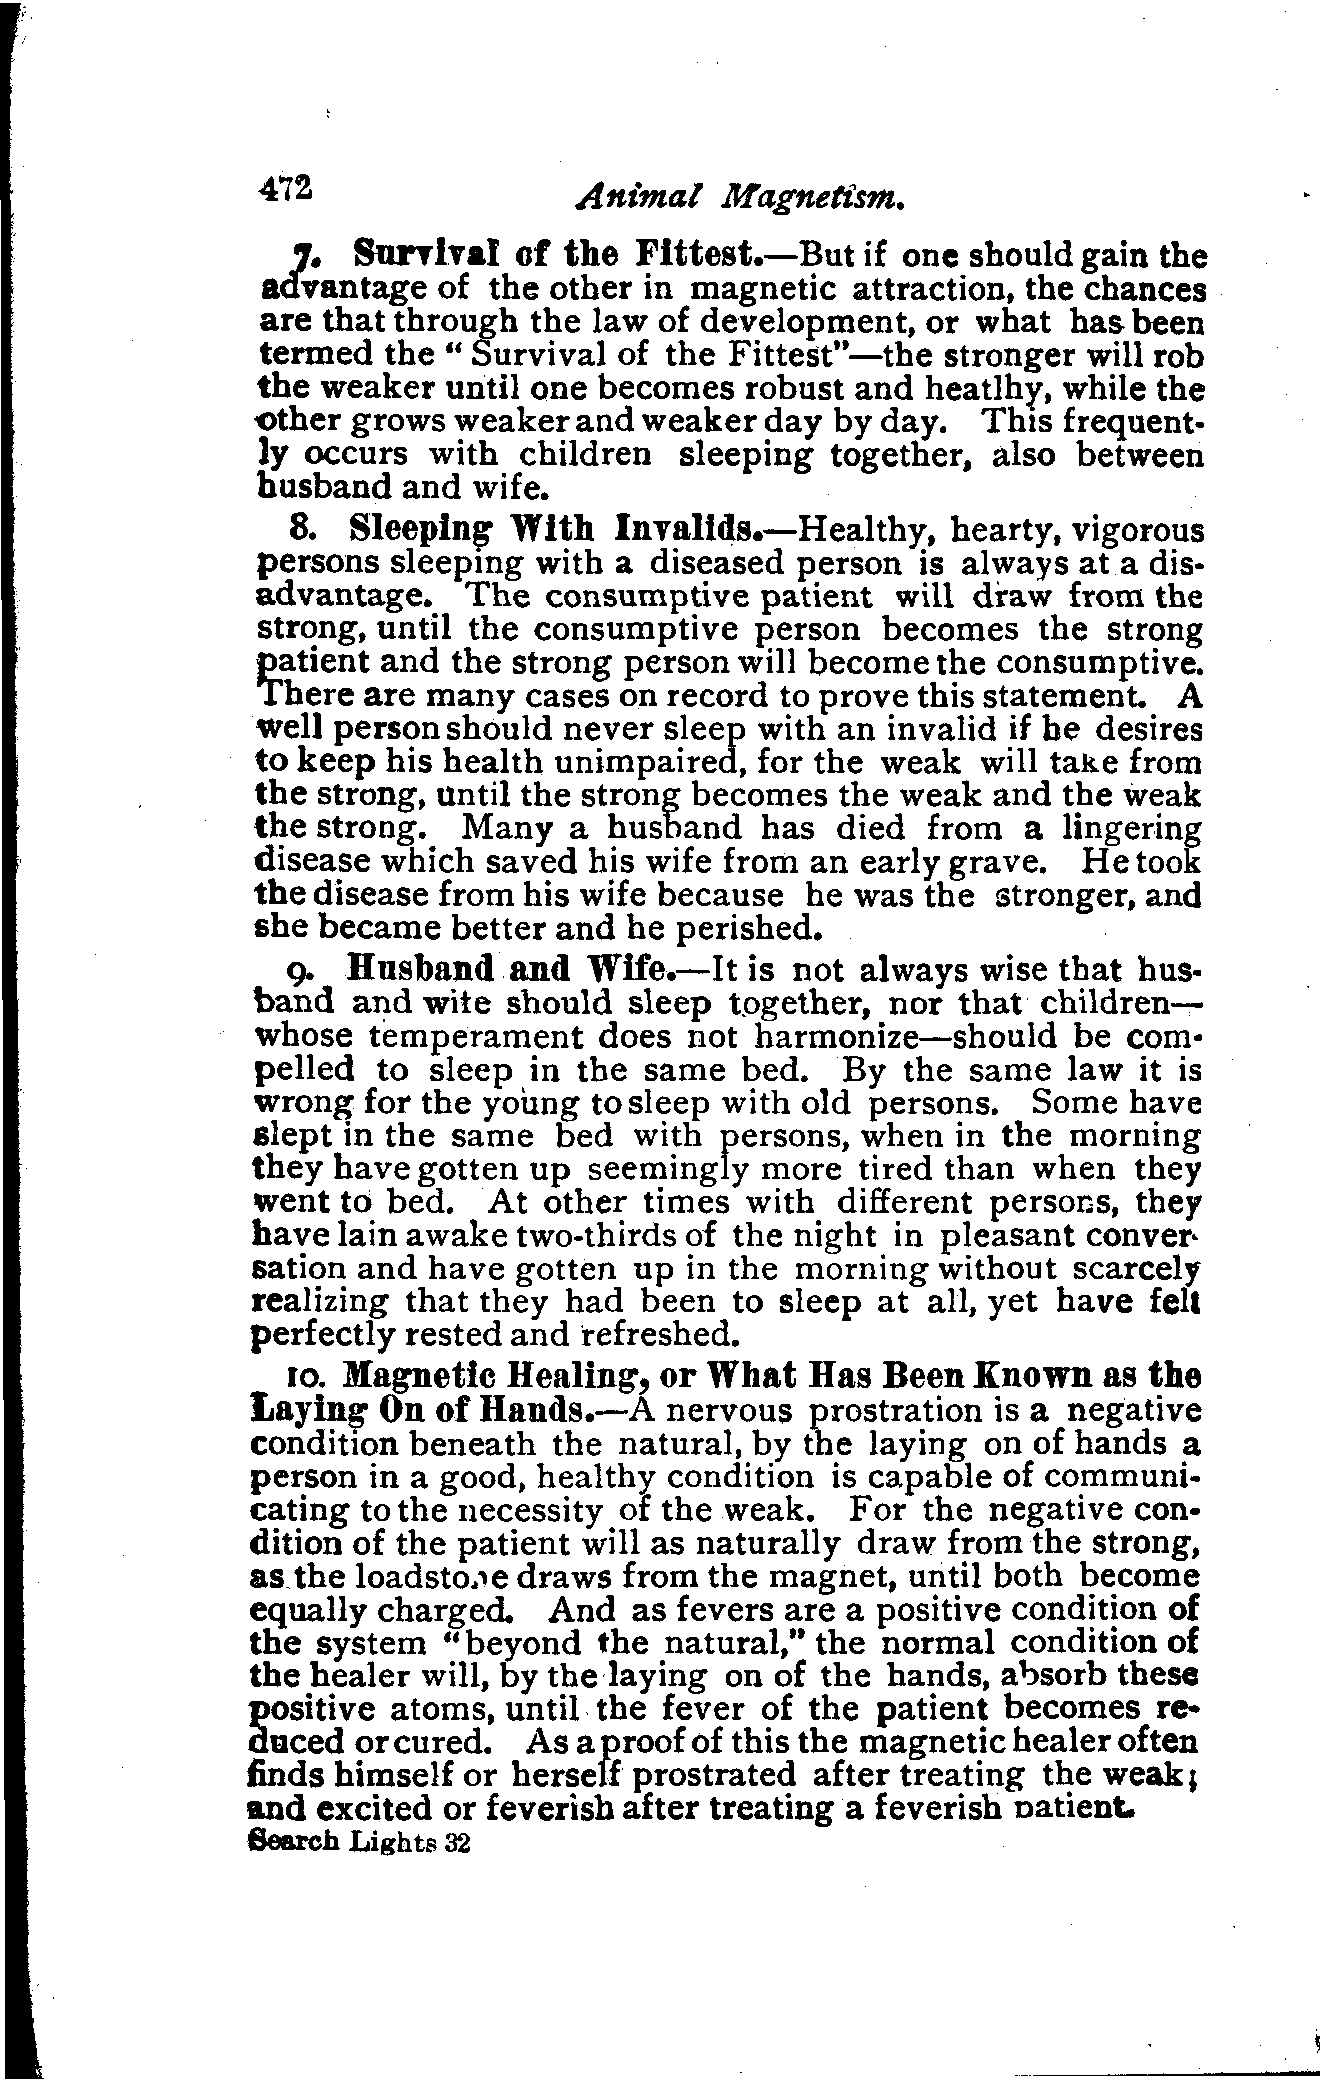 472
Animal Magnetism.
7. Survival of the Fittest.—But if one should gain the
advantage of the other in magnetic attraction, the chances
are that through the law of development, or what has been
termed the “ Survival of the Fittest”—the stronger will rob
the weaker until one becomes robust and heatlhy, while the
other grows weaker and weaker day by day. This frequent-
ly occurs with children sleeping together, also between
husband and wife.
8. Sleeping With Invalids.—Healthy, hearty, vigorous
persons sleeping with a diseased person is always at a dis-
advantage. The consumptive patient will draw from the
strong, until the consumptive person becomes the strong
patient and the strong person will become the consumptive.
There are many cases on record to prove this statement. A
well person should never sleep with an invalid if he desires
to keep his health unimpaired, for the weak will take from
the strong, until the strong becomes the weak and the weak
the strong. Many a husband has died from a lingering
disease which saved his wife from an early grave. He took
the disease from his wife because he was the stronger, and
she became better and he perished.
9. Husband and Wife.—It is not always wise that hus-
band and wife should sleep together, nor that children—
whose temperament does not harmonize—should be com-
pelled to sleep in the same bed. By the same law it is
wrong for the young to sleep with old persons. Some have
slept in the same bed with persons, when in the morning
they have gotten up seemingly more tired than when they
went to bed. At other times with different persons, they
have lain awake two-thirds of the night in pleasant conver-
sation and have gotten up in the morning without scarcely
realizing that they had been to sleep at all, yet have felt
perfectly rested and refreshed.
10. Magnetic Healing, or What Has Been Known as the
Laying On of Hands.—A nervous prostration is a negative
condition beneath the natural, by the laying on of hands a
person in a good, healthy condition is capable of communi-
cating to the necessity of the weak. For the negative con-
dition of the patient will as naturally draw from the strong,
as the loadstone draws from the magnet, until both become
equally charged. And as fevers are a positive condition of
the system “beyond the natural,” the normal condition of
the healer will, by the laying on of the hands, absorb these
positive atoms, until the fever of the patient becomes re-
duced or cured. As a proof of this the magnetic healer often
finds himself or herself prostrated after treating the weak;
and excited or feverish after treating a feverish patient.
Search Lights 32